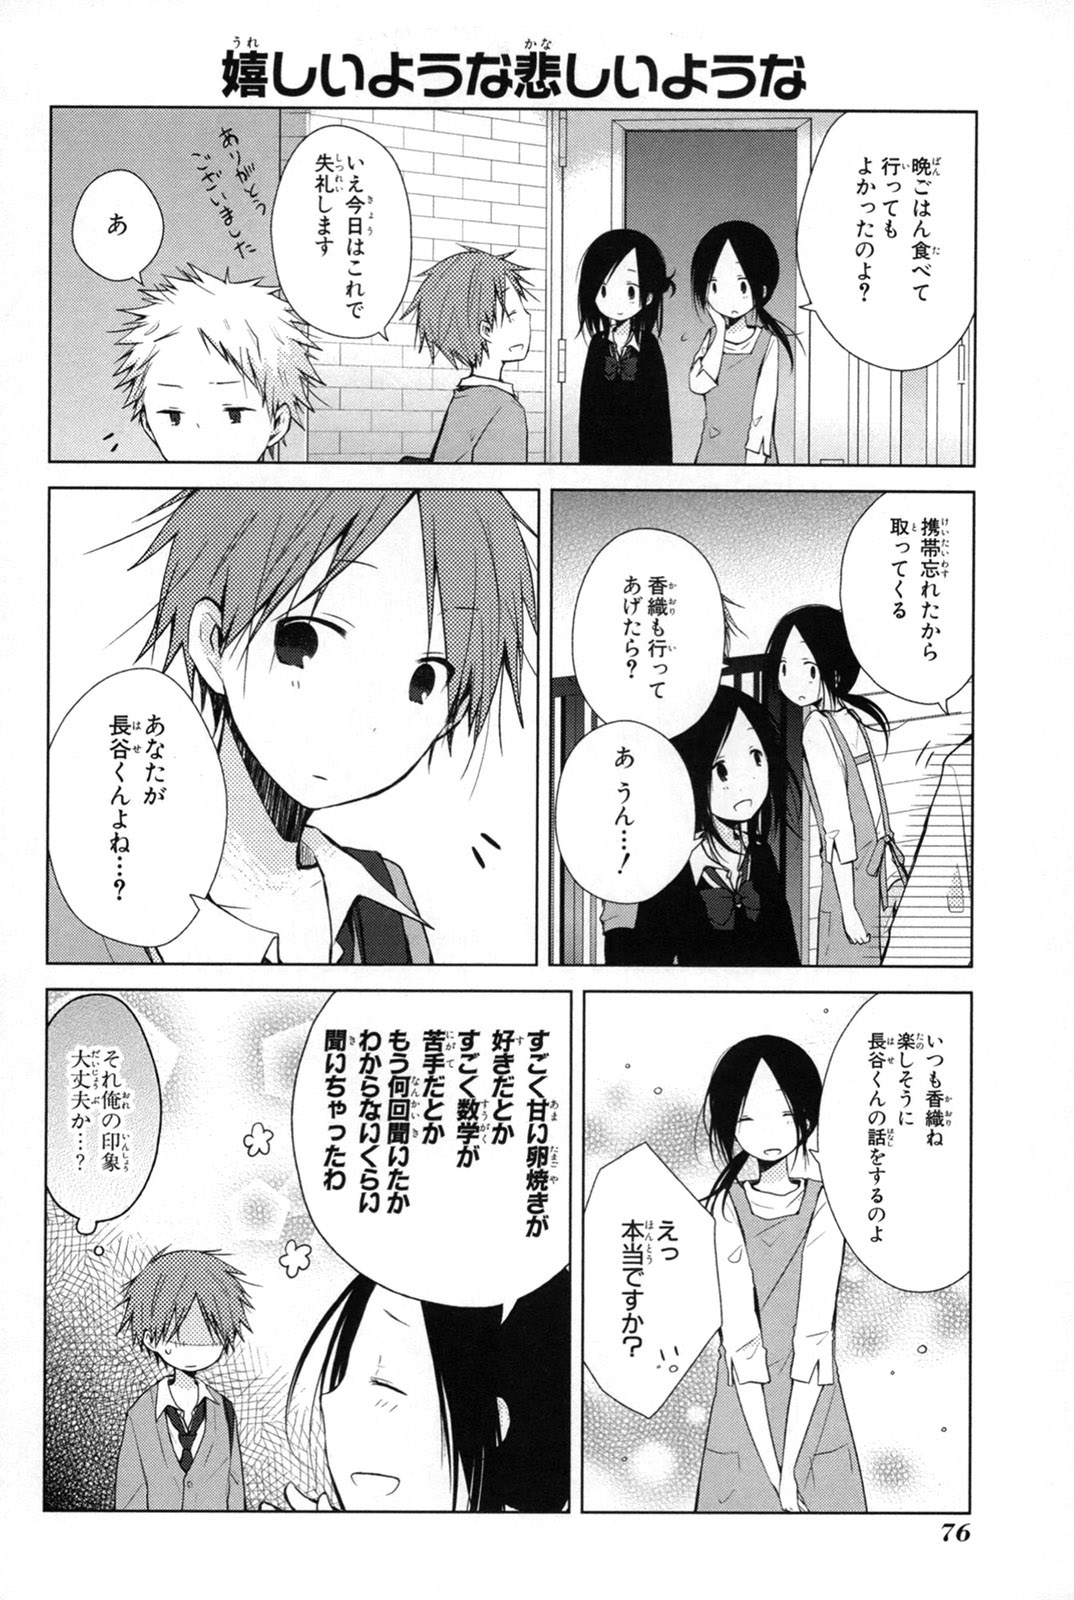 嬉しいような悲しいような
晩ごはん食べて
行っても
よかったのよ?
いえ今日はこれで
失礼します
ありがとう
ございました
あ
携帯忘れたから
取ってくる
香織も行って
あげたら?
あ うん…!
あなたが
長谷くんよね…?
いつも香織ね
楽しそうに
長谷くんの話をするのよ
えっ
本当ですか?
すごく甘い卵焼きが
好きだとか
すごく数学が
苦手だとか
もう何回聞いたか
わからないくらい
聞いちゃったわ
それ俺の印象
大丈夫か…?
76